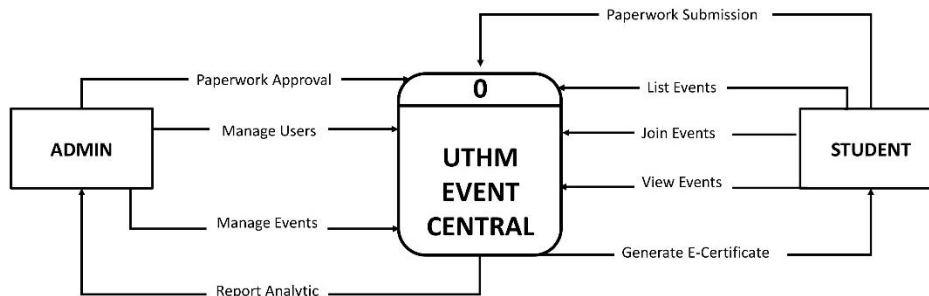 Paperwork Submission
Paperwork Approval
0
List Events
Manage Users
Join Events
ADMIN
UTHM
EVENT
CENTRAL
STUDENT
View Events
Manage Events
Generate E-Certificate
Report Analytic